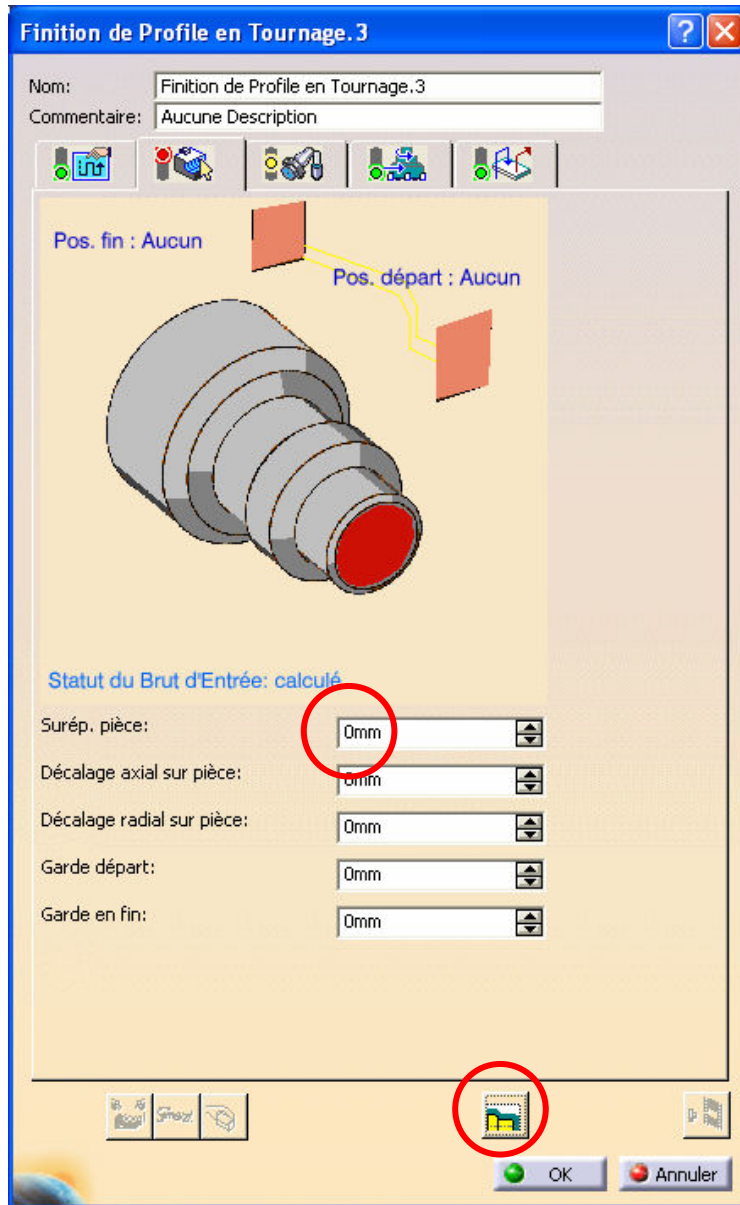 Finition de Profile en Tournage.3
Nom: Finition de Profile en Tournage.3
Commentaire: Aucune Description
Pos. fin : Aucun
Pos. départ : Aucun
Statut du Brut d'Entrée: calculé
Surép. pièce: 0mm
Décalage axial sur pièce: 0mm
Décalage radial sur pièce: 0mm
Garde départ: 0mm
Garde en fin: 0mm
OK Annuler